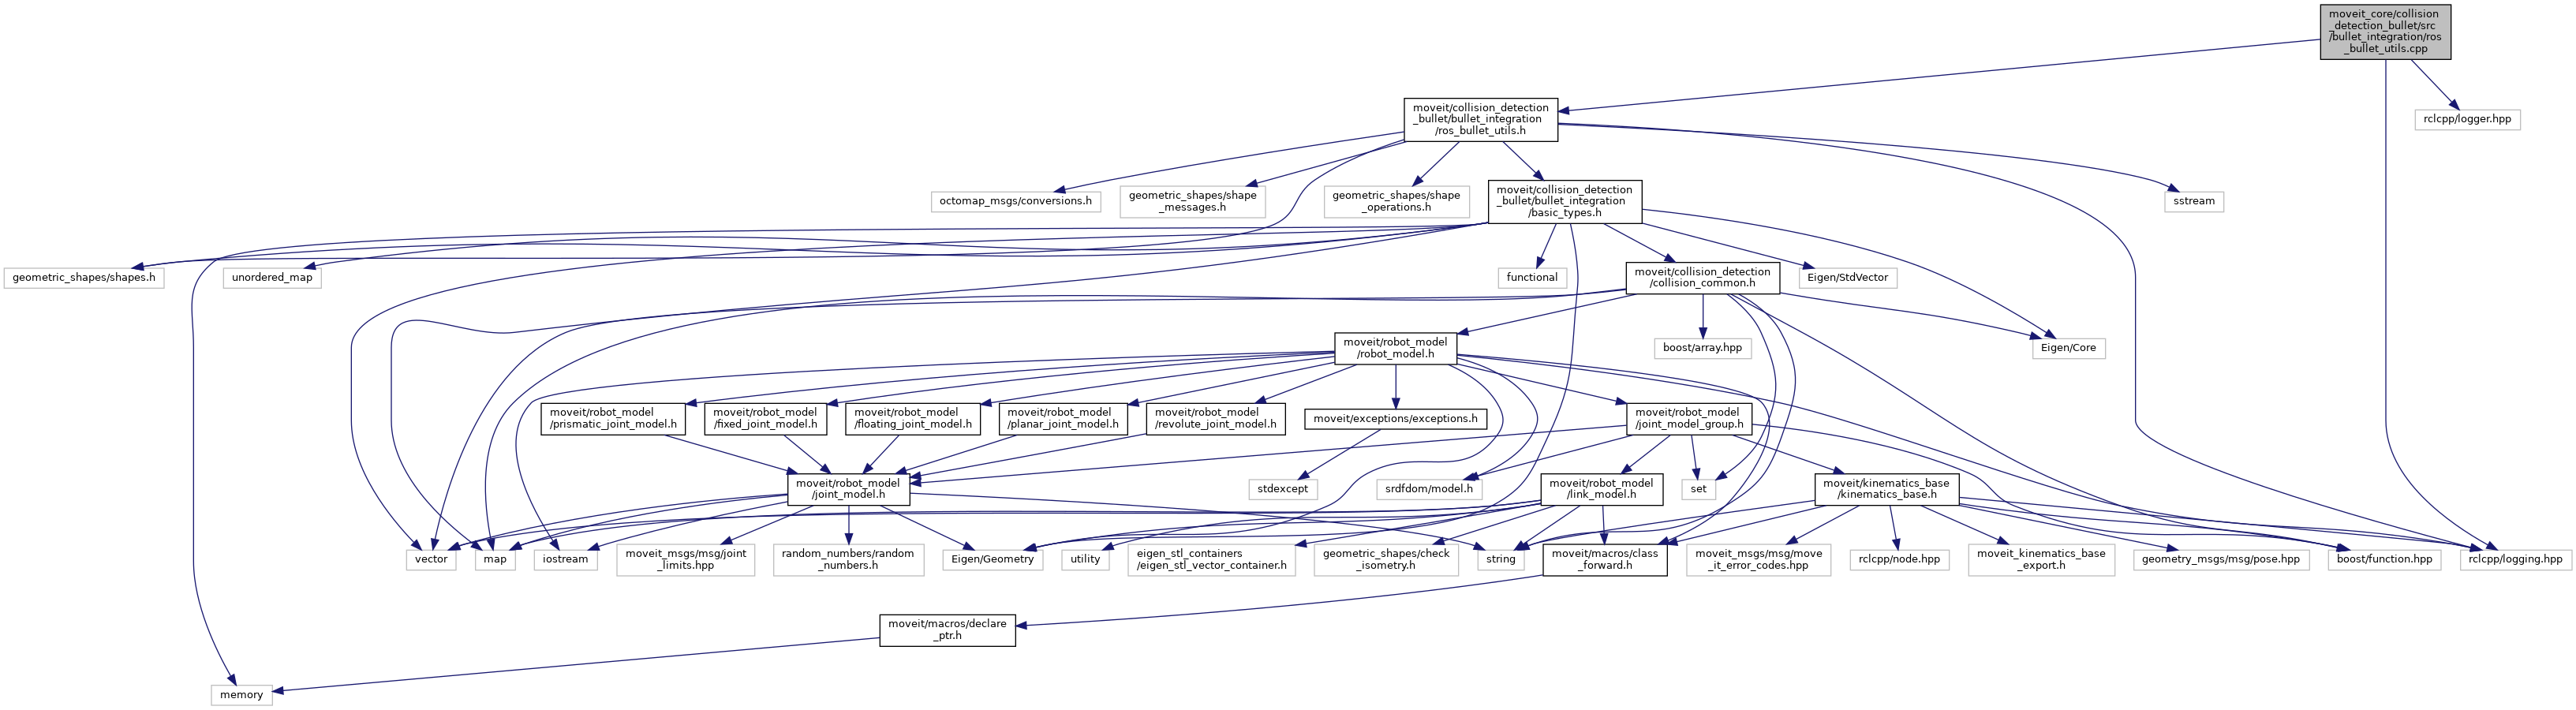 moveit_core/collision
_detection_bullet/src
/bullet_integration/ros
_bullet_utils.cpp
moveit/collision_detection
_bullet/bullet_integration
/ros_bullet_utils.h
rclcpp/logger.hpp
octomap_msgs/conversions.h
geometric_shapes/shape
_messages.h
geometric_shapes/shape
_operations.h
moveit/collision_detection
_bullet/bullet_integration
/basic_types.h
sstream
geometric_shapes/shapes.h
unordered_map
functional
moveit/collision_detection
/collision_common.h
Eigen/StdVector
moveit/robot_model
/robot_model.h
boost/array.hpp
Eigen/Core
moveit/robot_model
/prismatic_joint_model.h
moveit/robot_model
/fixed_joint_model.h
moveit/robot_model
/floating_joint_model.h
moveit/robot_model
/planar_joint_model.h
moveit/robot_model
/revolute_joint_model.h
moveit/exceptions/exceptions.h
moveit/robot_model
/joint_model_group.h
moveit/robot_model
/joint_model.h
stdexcept
srdfdom/model.h
moveit/robot_model
/link_model.h
set
moveit/kinematics_base
/kinematics_base.h
vector
map
iostream
moveit_msgs/msg/joint
_limits.hpp
random_numbers/random
_numbers.h
Eigen/Geometry
utility
eigen_stl_containers
/eigen_stl_vector_container.h
geometric_shapes/check
_isometry.h
string
moveit/macros/class
_forward.h
moveit_msgs/msg/move
_it_error_codes.hpp
rclcpp/node.hpp
moveit_kinematics_base
_export.h
geometry_msgs/msg/pose.hpp
boost/function.hpp
rclcpp/logging.hpp
moveit/macros/declare
_ptr.h
memory